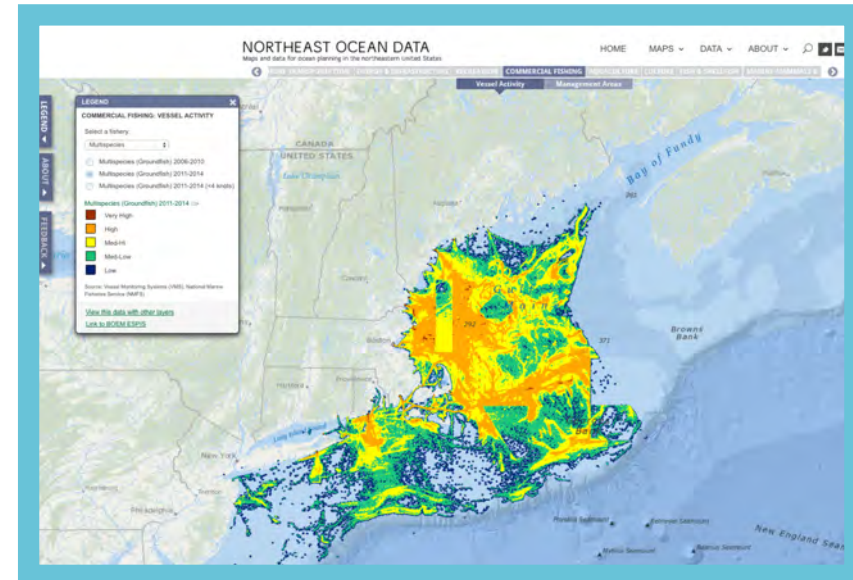 NORTHEAST OCEAN DATA
Maps and data for ocean planning in the northeastern United States
HOME MAPS DATA ABOUT
COMMERCIAL FISHING
Vessel Activity Management Areas
LEGEND
ABOUT
FEEDBACK
LEGEND
COMMERCIAL FISHING: VESSEL ACTIVITY
Select a fishery:
Multispecies
Multispecies (Groundfish) 2006-2010
Multispecies (Groundfish) 2011-2014
Multispecies (Groundfish) 2011-2014 (<4 knots)
Multispecies (Groundfish) 2011-2014
Very High
High
Med-Hi
Med-Low
Low
Source: Vessel Monitoring Systems (VMS), National Marine
Fisheries Service (NMFS)
View this data with other layers
Link to BOEM ESPIS
CANADA
UNITED STATES
Lake Champlain
Bay of Fundy
Boston
Hartford
Long Island Sound
New York
Philadelphia
292
371
Browns
Bank
New England